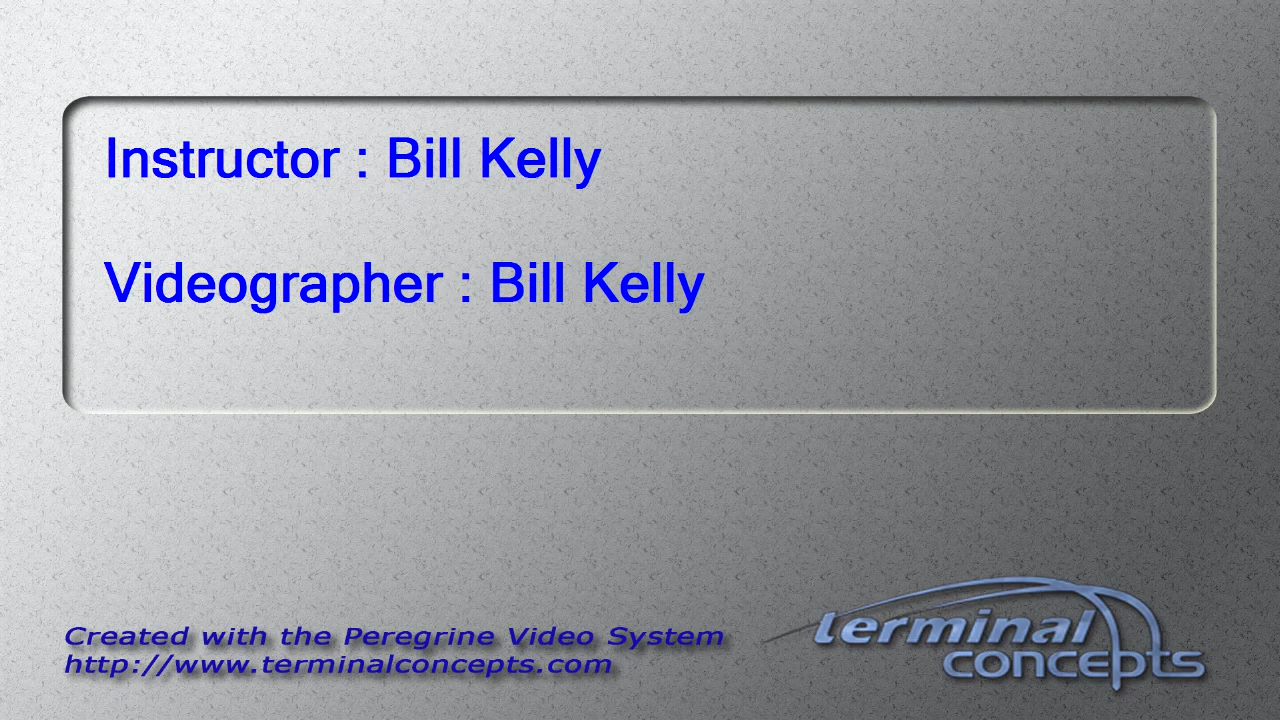 Instructor : Bill Kelly
Videographer : Bill Kelly
Created with the Peregrine Video System
http://www.terminalconcepts.com
terminal
concepts